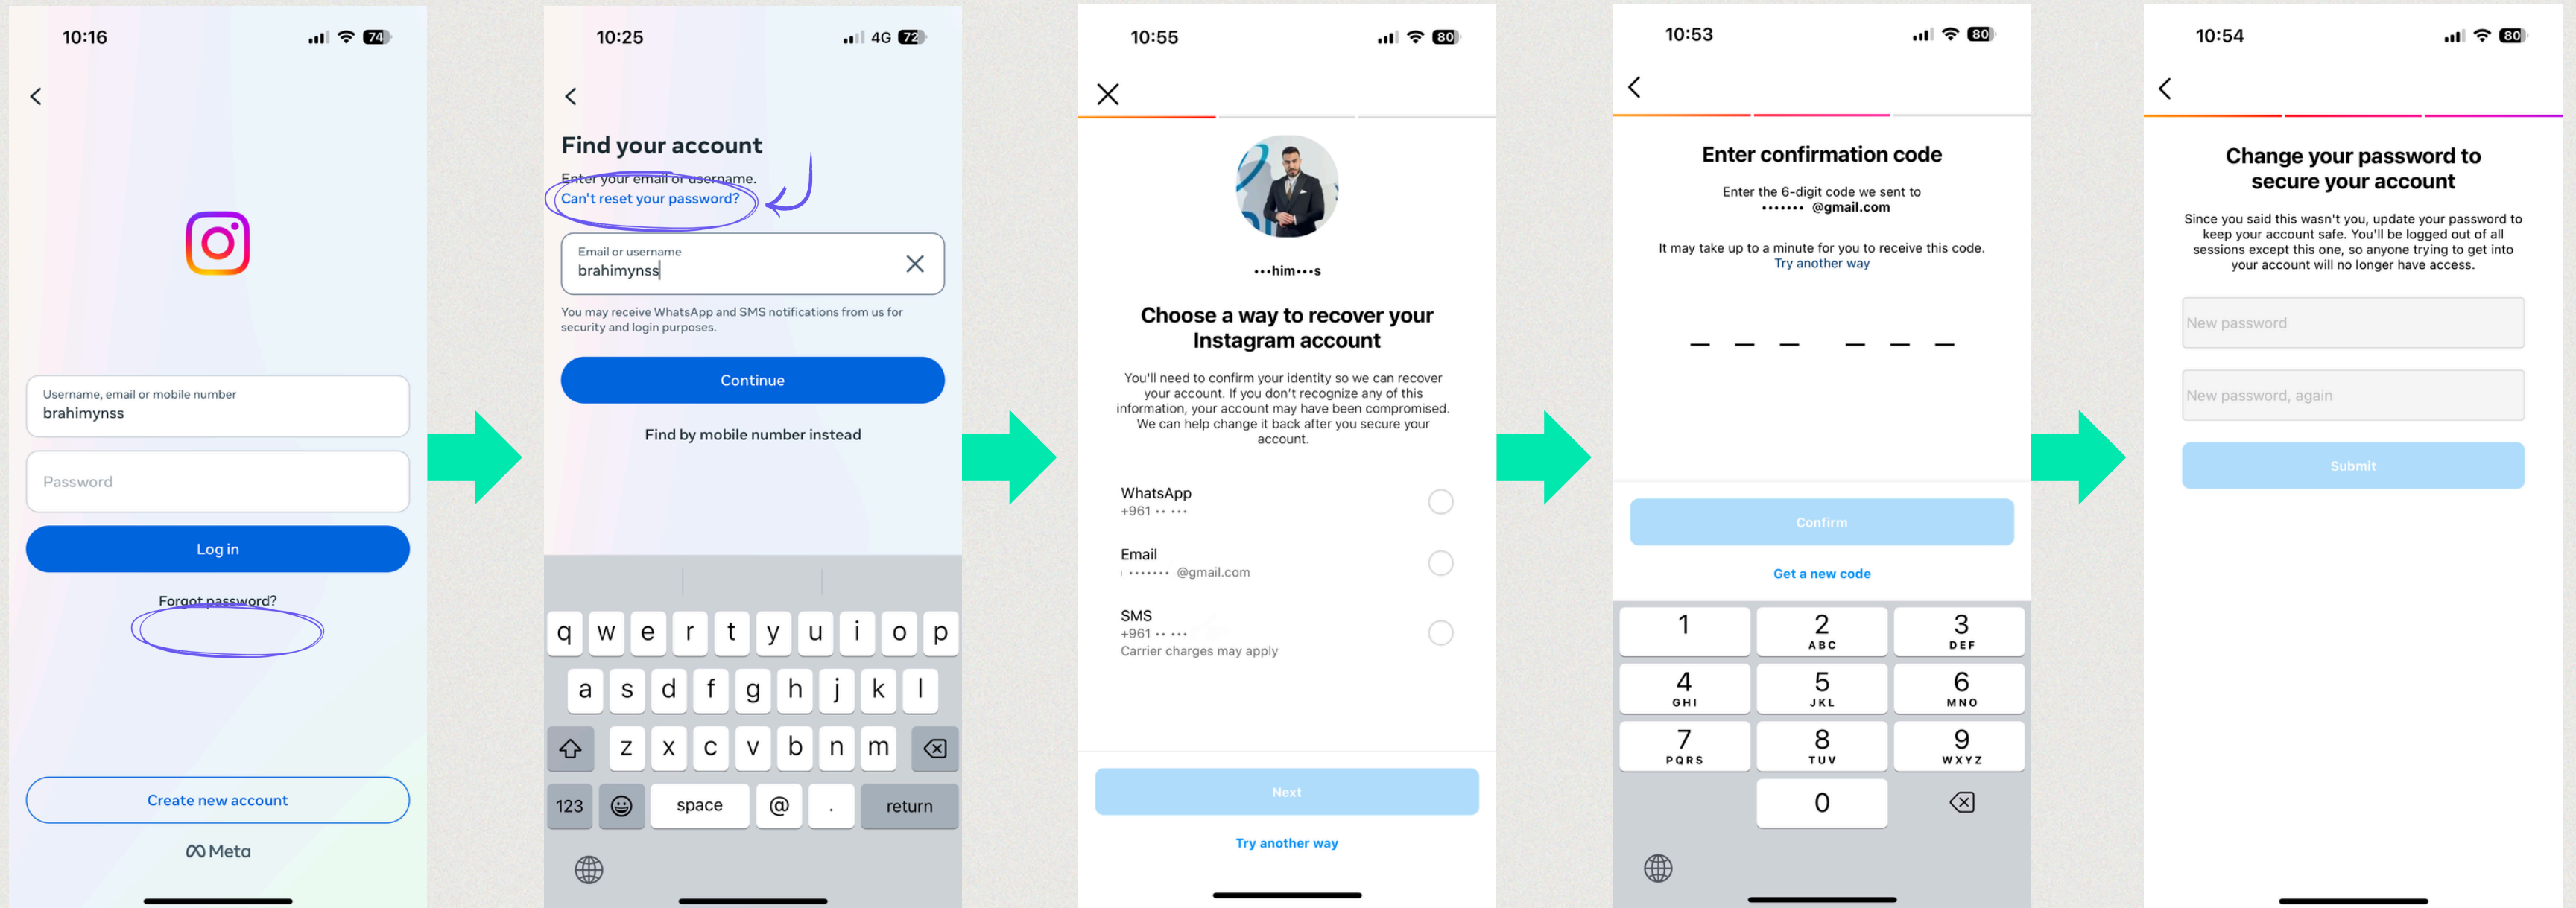 10:16
74
Username, email or mobile number
brahimynss
Password
Log in
Forgot password?
Create new account
Meta
10:25
4G 72
Find your account
Enter your email or username.
Can't reset your password?
Email or username
brahimynss
You may receive WhatsApp and SMS notifications from us for
security and login purposes.
Continue
Find by mobile number instead
q w e r t y u i o p
a s d f g h j k l
z x c v b n m
123 space @ . return
10:55
80
•••him•••s
Choose a way to recover your
Instagram account
You'll need to confirm your identity so we can recover
your account. If you don't recognize any of this
information, your account may have been compromised.
We can help change it back after you secure your
account.
WhatsApp
+961 •• •••
Email
••••••• @gmail.com
SMS
+961 •• •••
Carrier charges may apply
Next
Try another way
10:53
80
Enter confirmation code
Enter the 6-digit code we sent to
••••••• @gmail.com
It may take up to a minute for you to receive this code.
Try another way
Confirm
Get a new code
1 2 3
ABC DEF
4 5 6
GHI JKL MNO
7 8 9
PQRS TUV WXYZ
0
10:54
80
Change your password to
secure your account
Since you said this wasn't you, update your password to
keep your account safe. You'll be logged out of all
sessions except this one, so anyone trying to get into
your account will no longer have access.
New password
New password, again
Submit